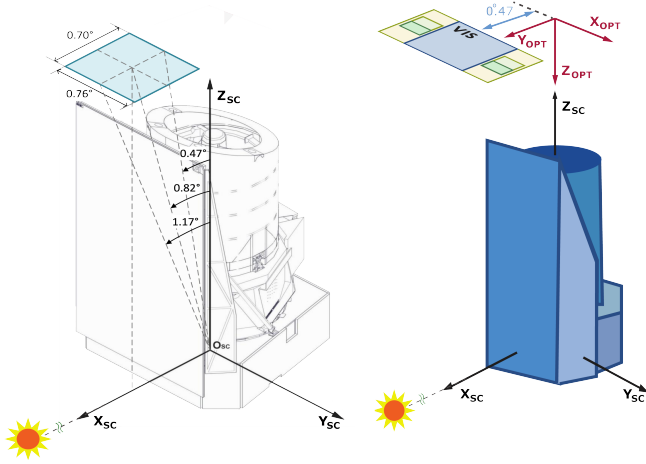 0.70°
0.76°
Z_SC
0.47°
0.82°
1.17°
O_SC
X_SC
Y_SC
0.47
VIS
X_OPT
Y_OPT
Z_OPT
Z_SC
X_SC
Y_SC